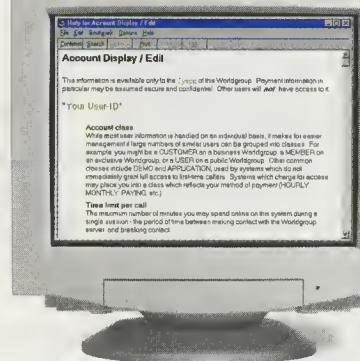 Help for Account Display / Edit
File Edit Bookmark Options Help
Contents Search Print
Account Display / Edit
This information is available only to the of this Worldgroup. Payment information in
particular may be assumed secure and confidential. Other users will not have access to it.
"Your User-ID"
Account class
While most user information is handled on an individual basis, it makes for easier
management if large numbers of similar users can be grouped into classes. For
example you might be a CUSTOMER on a business Worldgroup, a MEMBER on
an exclusive Worldgroup, or a USER on a public Worldgroup. Other common
classes include DEMO and APPLICATION, used by systems which do not
immediately grant full access to first-time callers. Systems which charge for access
may place you into a class which reflects your method of payment (HOURLY
MONTHLY, PAYING, etc.)
Time limit per call
The maximum number of minutes you may spend online on this system during a
single session - the period of time between making contact with the Worldgroup
server and breaking contact.